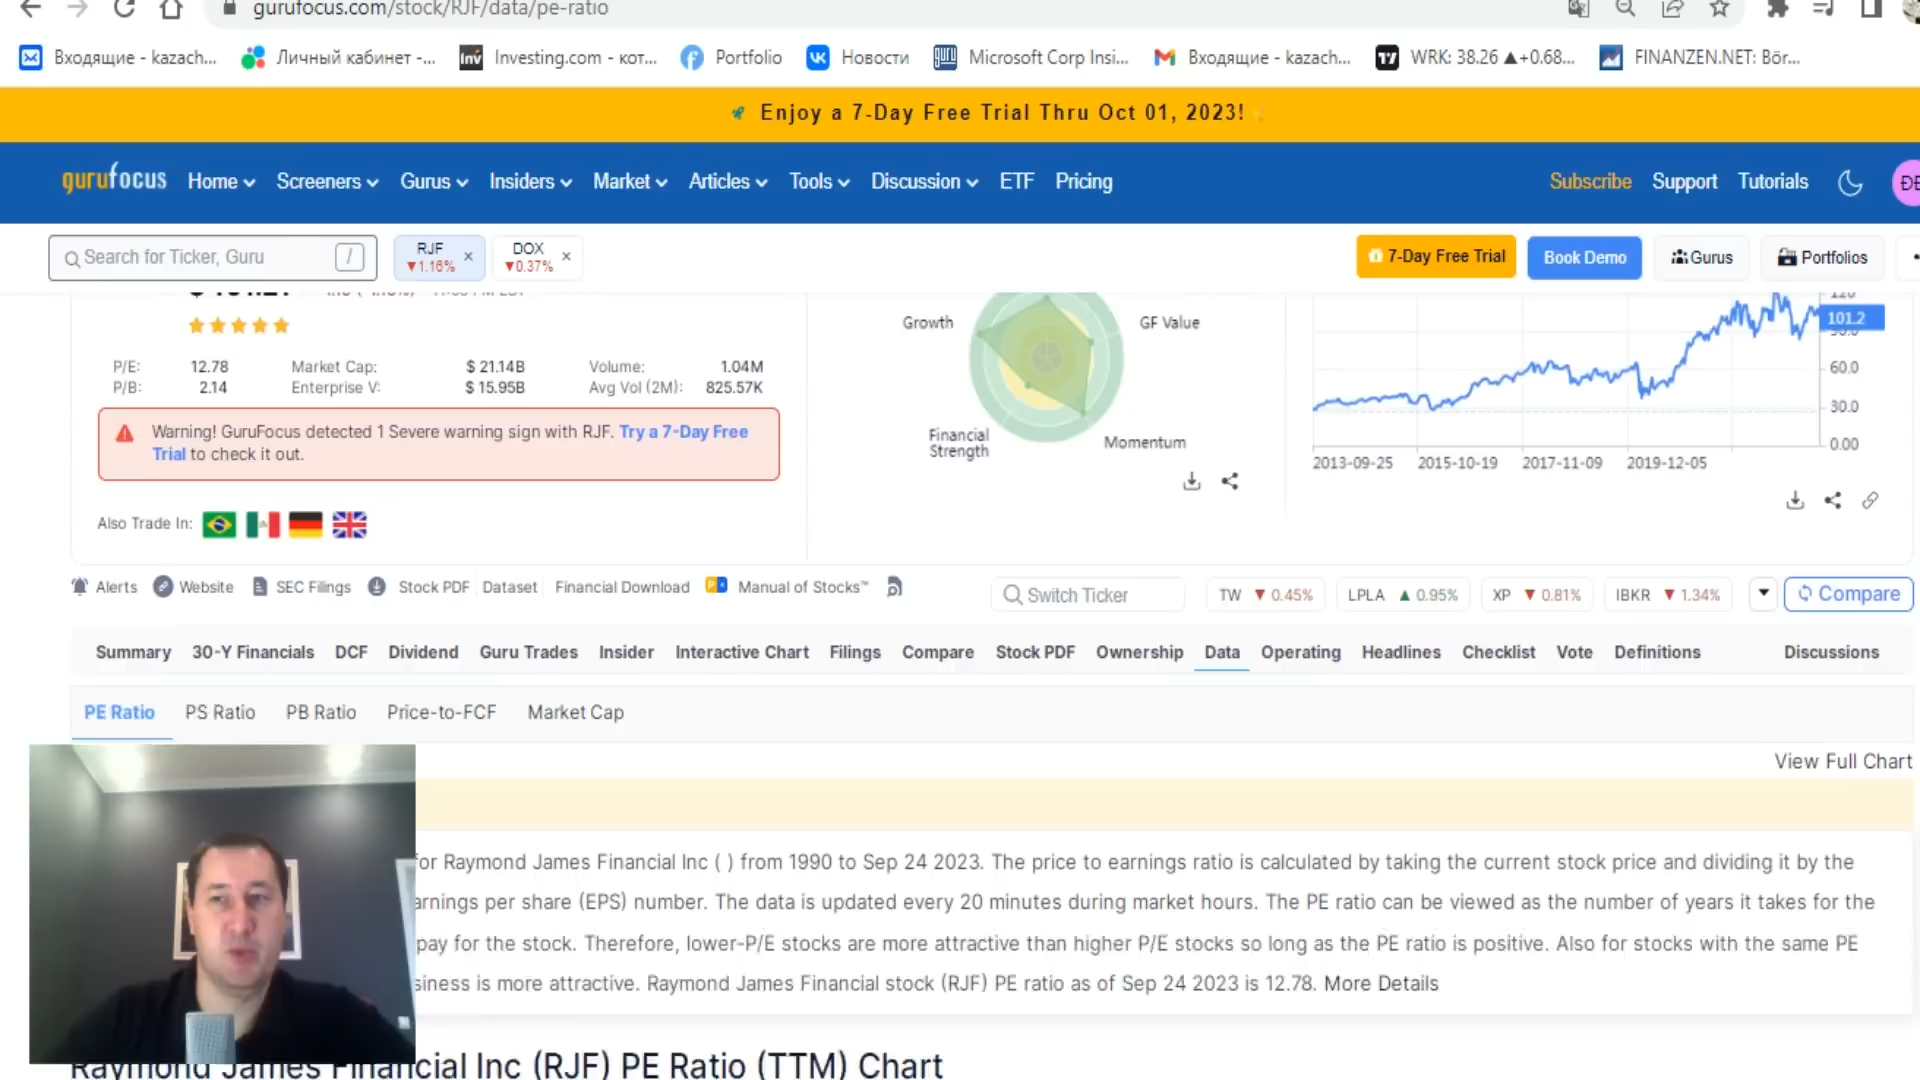 gurufocus.com/stock/RJF/data/pe-ratio
Входящие - kazach...
Личный кабинет -...
Inv Investing.com - кот...
Portfolio
Новости
guru Microsoft Corp Insi...
Входящие - kazach...
WRK: 38.26 ▲+0.68...
FINANZEN.NET: Bör...
Enjoy a 7-Day Free Trial Thru Oct 01, 2023!
gurufocus Home Screeners Gurus Insiders Market Articles Tools Discussion ETF Pricing
Subscribe Support Tutorials
Search for Ticker, Guru /
RJF
▼1.16% ×
DOX
▼0.37% ×
7-Day Free Trial
Book Demo
Gurus
Portfolios
P/E: 12.78 Market Cap: $ 21.14B Volume: 1.04M
P/B: 2.14 Enterprise V: $ 15.95B Avg Vol (2M): 825.57K
Warning! GuruFocus detected 1 Severe warning sign with RJF. Try a 7-Day Free
Trial to check it out.
Also Trade In:
Growth
GF Value
Financial
Strength
Momentum
101.2
60.0
30.0
0.00
2013-09-25 2015-10-19 2017-11-09 2019-12-05
Alerts Website SEC Filings Stock PDF Dataset Financial Download Manual of Stocks™
Switch Ticker
TW ▼ 0.45%
LPLA ▲ 0.95%
XP ▼ 0.81%
IBKR ▼ 1.34%
Compare
Summary 30-Y Financials DCF Dividend Guru Trades Insider Interactive Chart Filings Compare Stock PDF Ownership Data Operating Headlines Checklist Vote Definitions Discussions
PE Ratio PS Ratio PB Ratio Price-to-FCF Market Cap
View Full Chart
for Raymond James Financial Inc ( ) from 1990 to Sep 24 2023. The price to earnings ratio is calculated by taking the current stock price and dividing it by the
arnings per share (EPS) number. The data is updated every 20 minutes during market hours. The PE ratio can be viewed as the number of years it takes for the
pay for the stock. Therefore, lower-P/E stocks are more attractive than higher P/E stocks so long as the PE ratio is positive. Also for stocks with the same PE
siness is more attractive. Raymond James Financial stock (RJF) PE ratio as of Sep 24 2023 is 12.78. More Details
Raymond James Financial Inc (RJF) PE Ratio (TTM) Chart